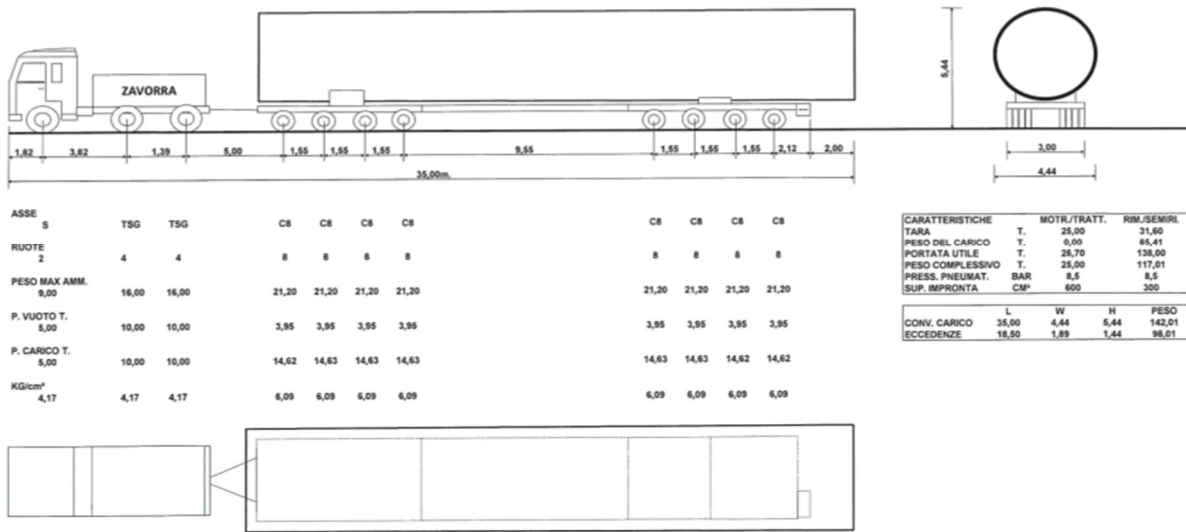 ZAVORRA
5,44
1,82 3,82 1,39 5,00 1,55 1,55 1,55 9,55 1,55 1,55 1,55 2,12 2,00
3,00
35,00m.
4,44
ASSE
S TSG TSG C8 C8 C8 C8 C8 C8 C8 C8
RUOTE
2 4 4 8 8 8 8 8 8 8 8
PESO MAX AMM.
9,00 16,00 16,00 21,20 21,20 21,20 21,20 21,20 21,20 21,20 21,20
P. VUOTO T.
5,00 10,00 10,00 3,95 3,95 3,95 3,95 3,95 3,95 3,95 3,95
P. CARICO T.
5,00 10,00 10,00 14,62 14,63 14,63 14,63 14,63 14,63 14,62 14,62
KG/cm²
4,17 4,17 4,17 6,09 6,09 6,09 6,09 6,09 6,09 6,09 6,09
CARATTERISTICHE MOTR./TRATT. RIM./SEMIRI.
TARA T. 25,00 31,60
PESO DEL CARICO T. 0,00 85,41
PORTATA UTILE T. 26,70 138,00
PESO COMPLESSIVO T. 25,00 117,01
PRESS. PNEUMAT. BAR 8,5 8,5
SUP. IMPRONTA CM² 600 300
L W H PESO
CONV. CARICO 35,00 4,44 5,44 142,01
ECCEDENZE 18,50 1,89 1,44 98,01